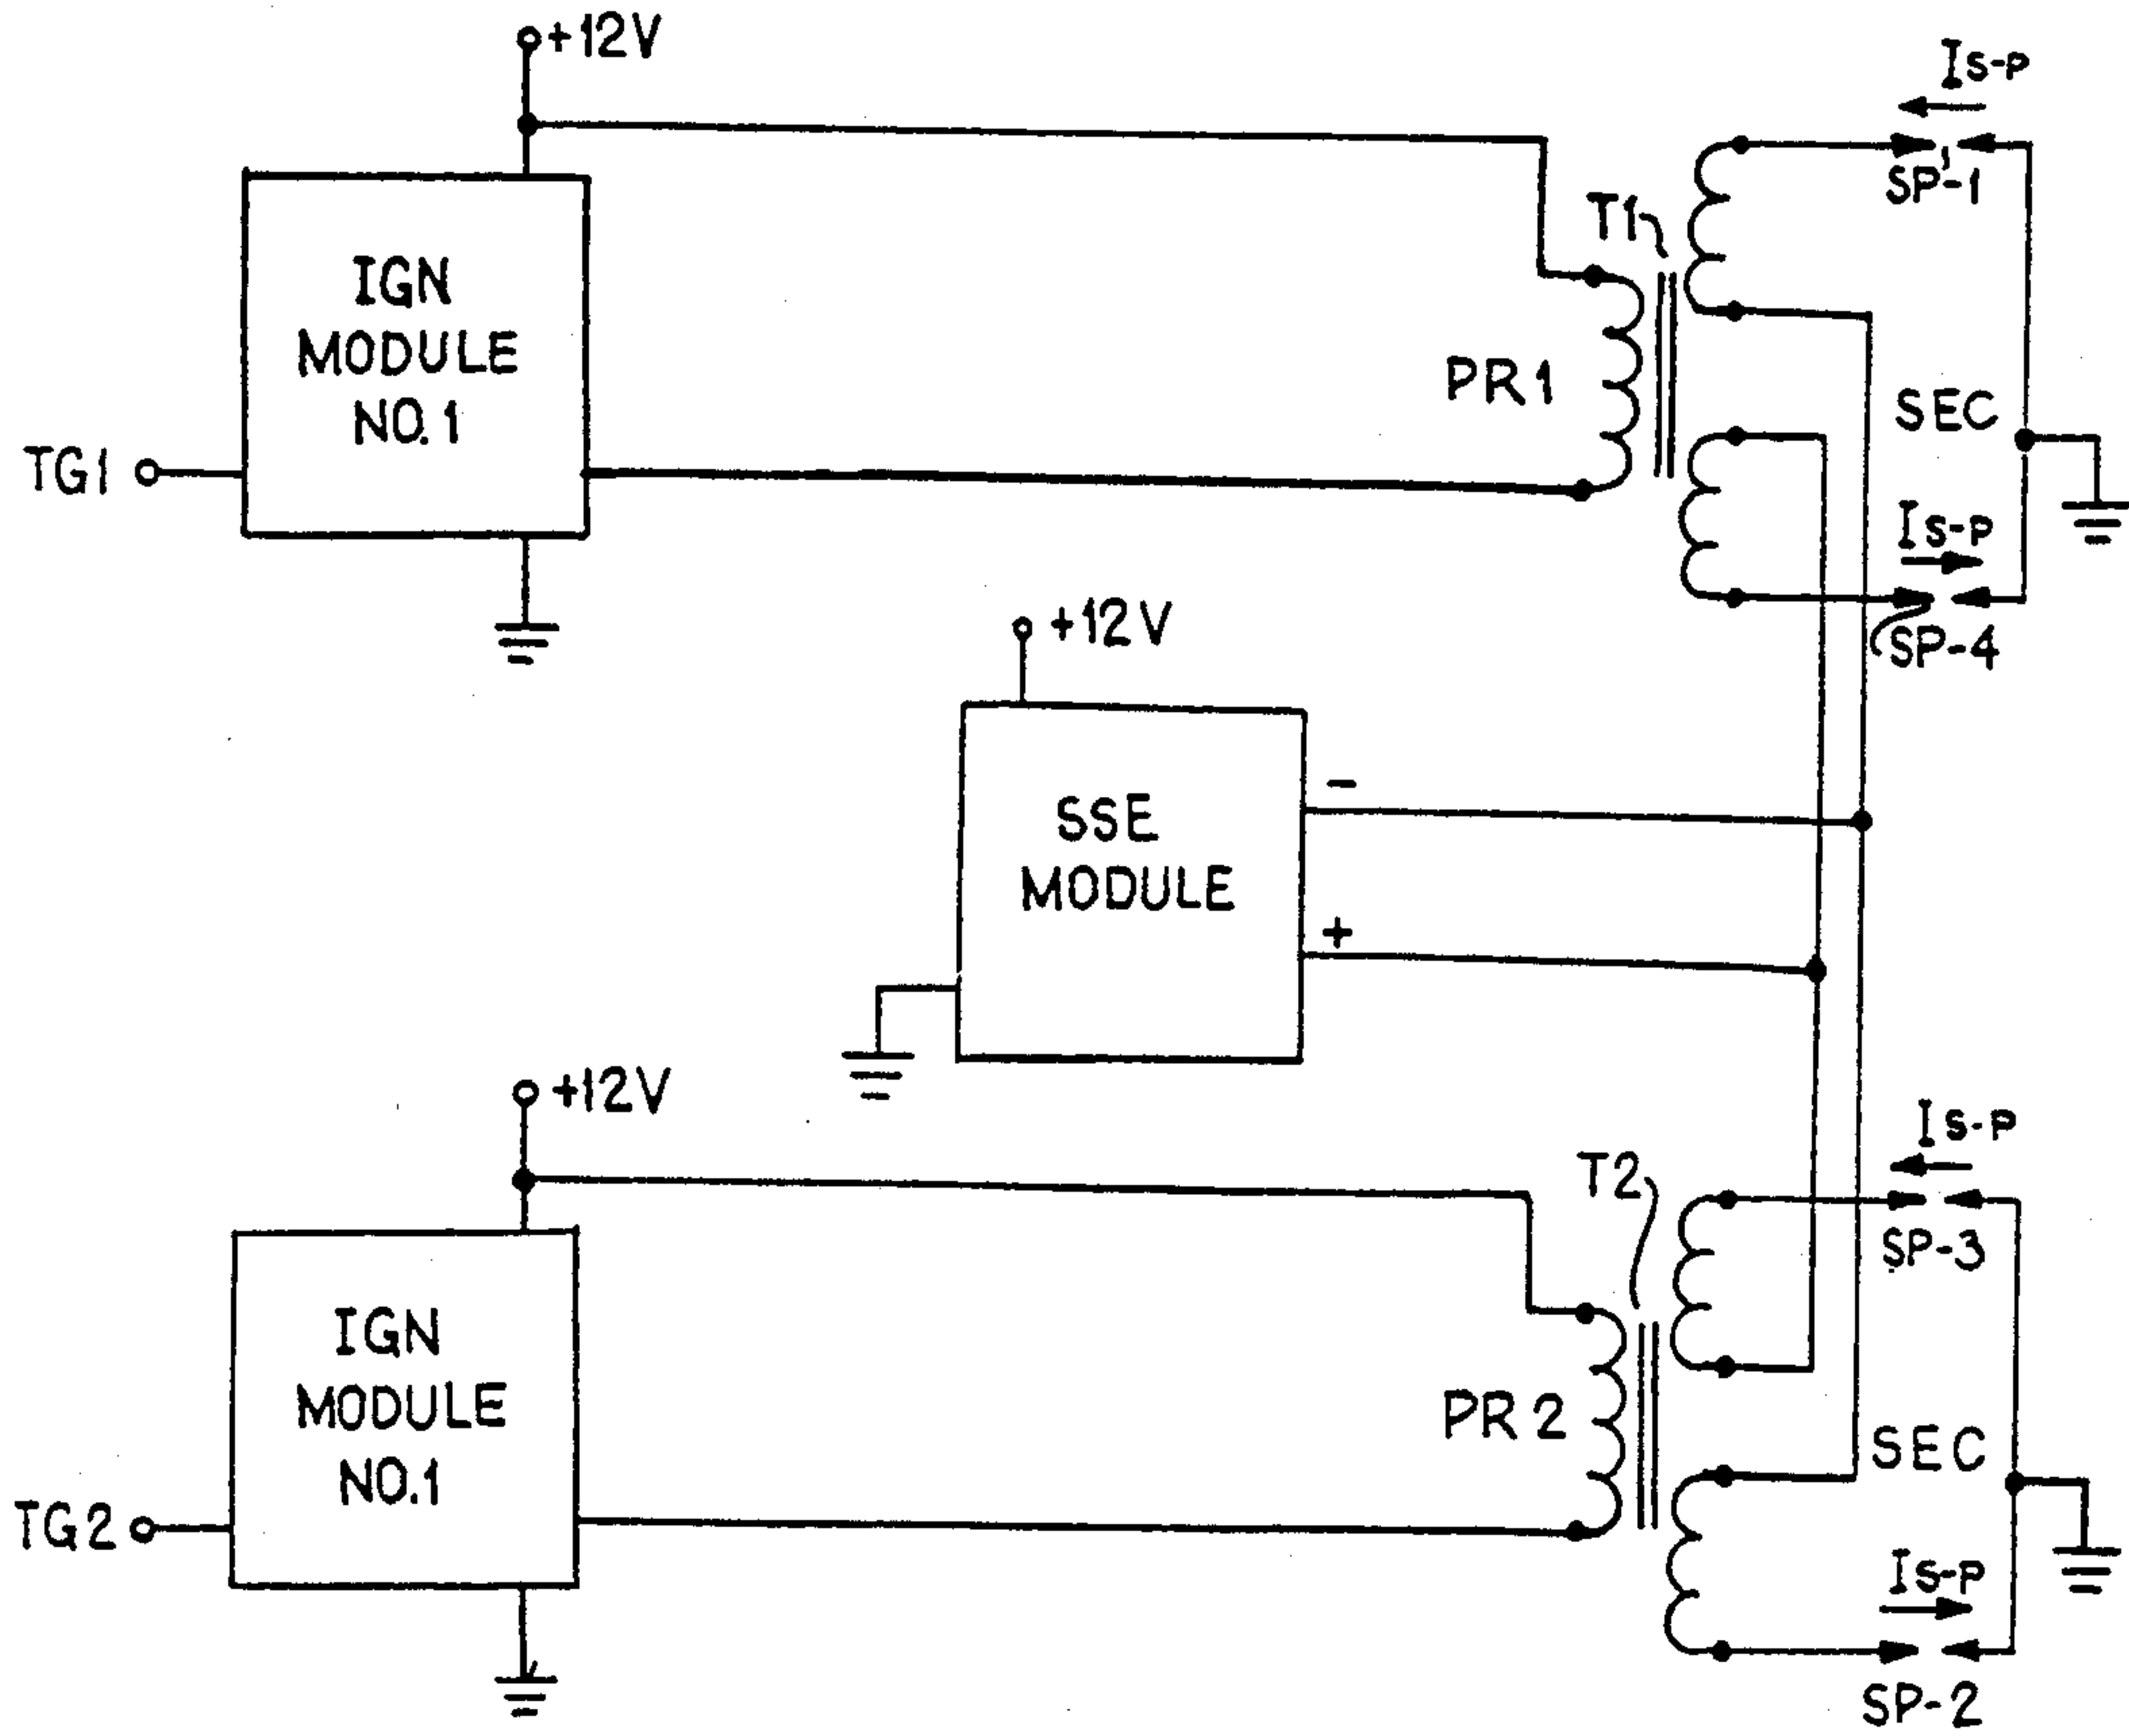 +12V
Is-p
SP-1
T1
IGN
MODULE
NO.1
PR1
SEC
TG1
Is-p
+12V
SP-4
-
SSE
MODULE
+
+12V
Is-p
T2
SP-3
IGN
MODULE
NO.1
PR2
SEC
TG2
Is-p
SP-2